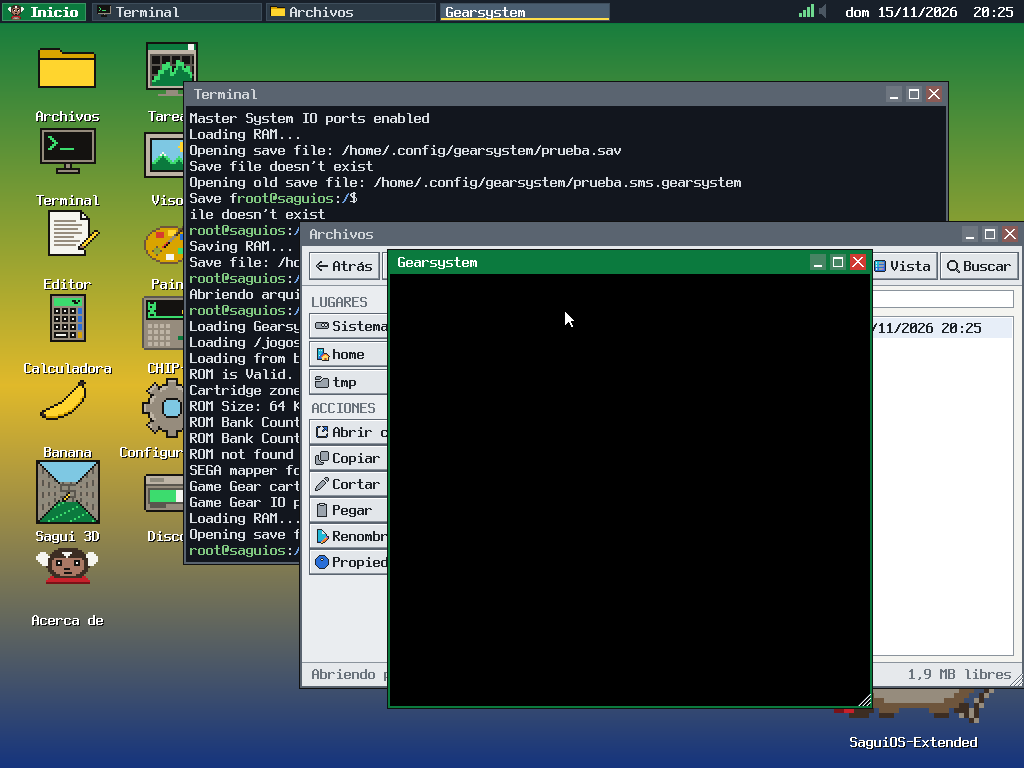 Inicio
Terminal
Archivos
Gearsystem
dom 15/11/2026 20:25
Archivos
Terminal
Editor
Calculadora
Banana
Sagui 3D
Acerca de
Terminal
Master System IO ports enabled
Loading RAM...
Opening save file: /home/.config/gearsystem/prueba.sav
Save file doesn't exist
Opening old save file: /home/.config/gearsystem/prueba.sms.gearsystem
Save froot@saguios:/$
ile doesn't exist
root@saguios:/
Saving RAM...
Save file: /ho
root@saguios:/
Abriendo arqui
root@saguios:/
Loading Gearsy
Loading /jogos
Loading from b
ROM is Valid.
Cartridge zone
ROM Size: 64 K
ROM Bank Count
ROM Bank Count
ROM not found
SEGA mapper fo
Game Gear cart
Game Gear IO p
Loading RAM...
Opening save f
root@saguios:/
Archivos
Atrás
Vista
Buscar
LUGARES
Sistema
home
tmp
ACCIONES
Abrir c
Copiar
Cortar
Pegar
Renombr
Propied
/11/2026 20:25
Abriendo
1,9 MB libres
Gearsystem
SaguiOS-Extended